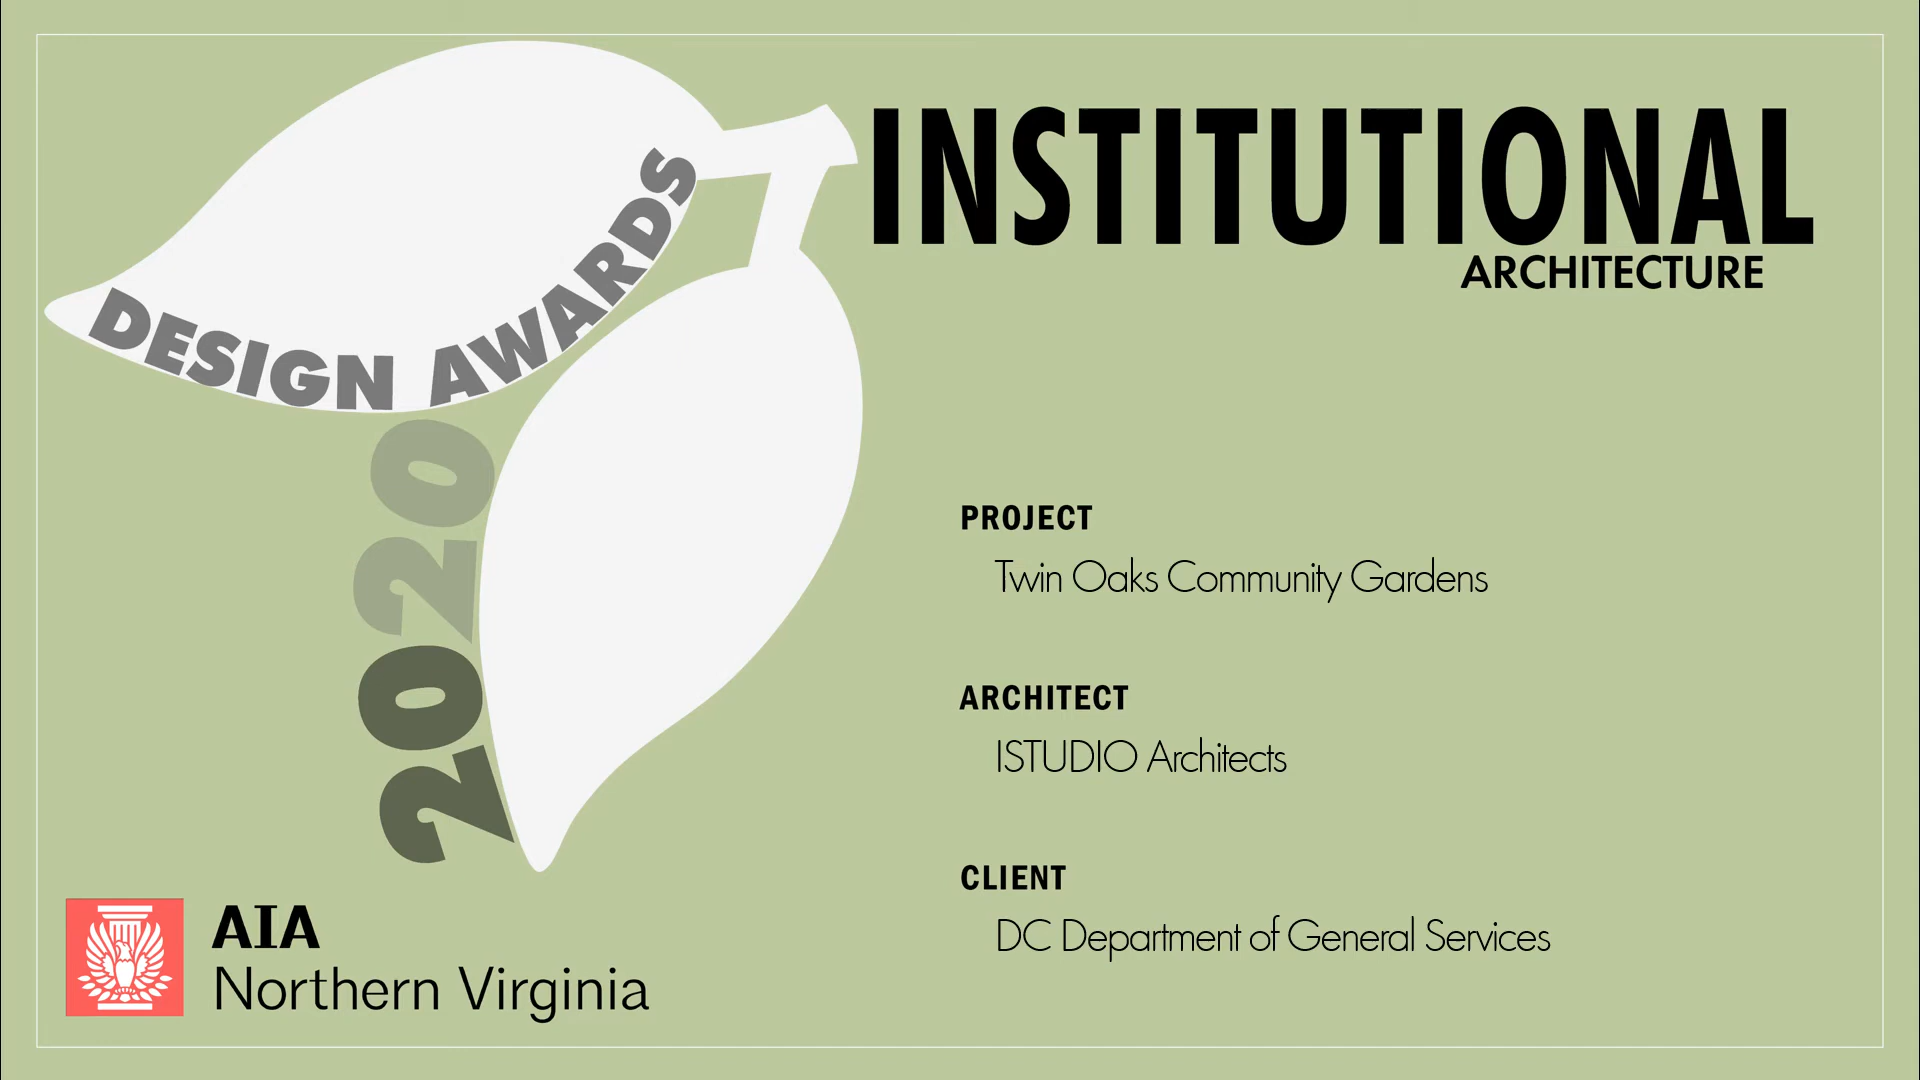 DESIGN AWARDS
2020
INSTITUTIONAL
ARCHITECTURE
PROJECT
Twin Oaks Community Gardens
ARCHITECT
ISTUDIO Architects
CLIENT
DC Department of General Services
AIA
Northern Virginia